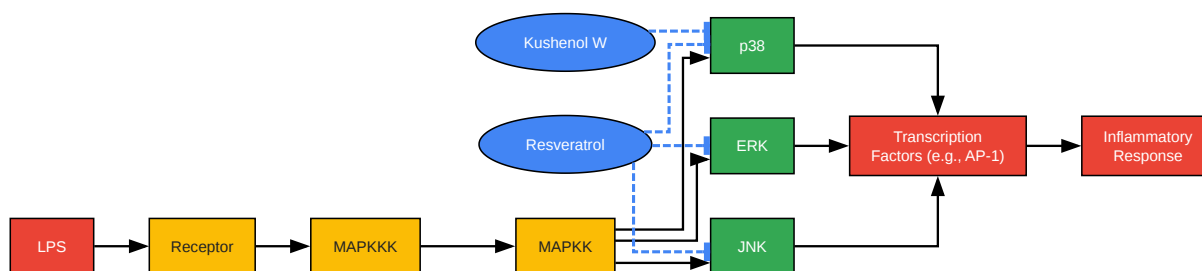 Kushenol W
p38
Resveratrol
ERK
Transcription
Factors (e.g., AP-1)
Inflammatory
Response
LPS
Receptor
MAPKKK
MAPKK
JNK